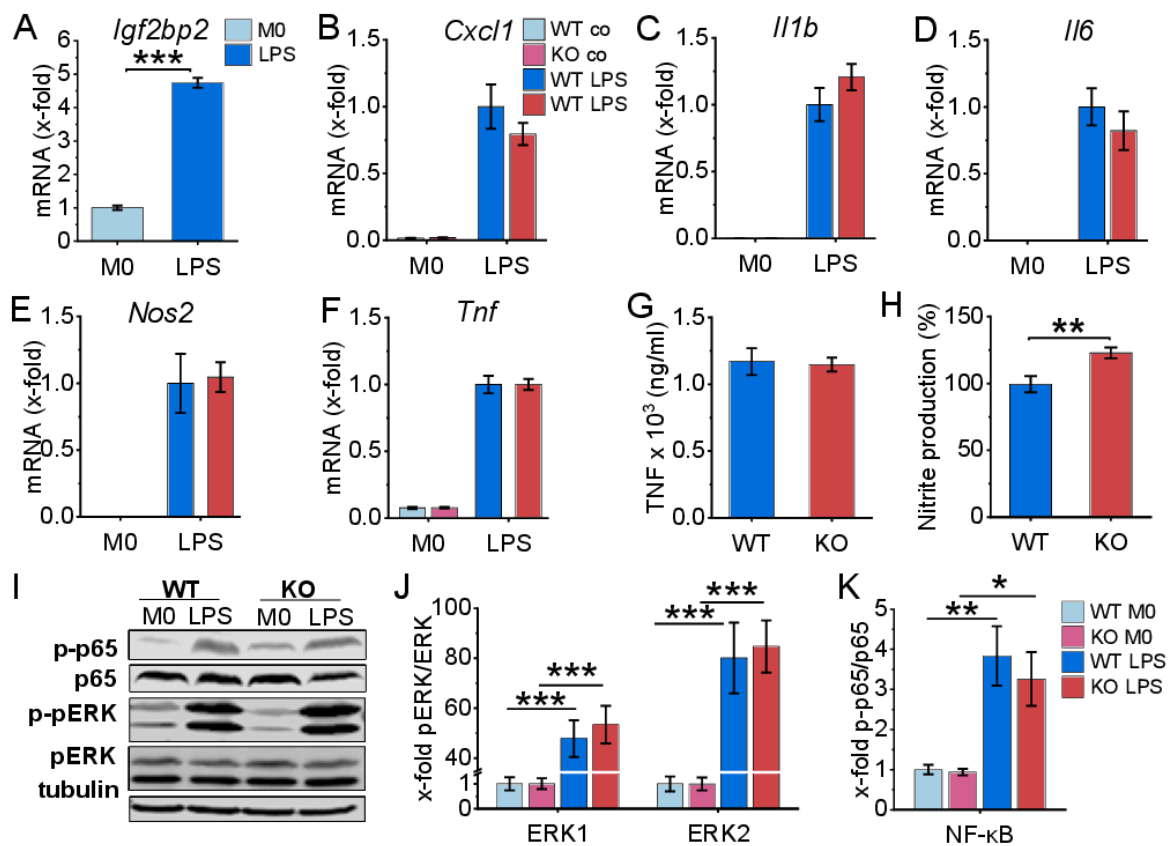 A
Igf2bp2
M0
LPS
***
mRNA (x-fold)
6
5
4
3
2
1
0
M0 LPS
B
Cxcl1
WT co
KO co
WT LPS
WT LPS
mRNA (x-fold)
1.5
1.0
0.5
0.0
M0 LPS
C
Il1b
mRNA (x-fold)
1.5
1.0
0.5
0.0
M0 LPS
D
Il6
mRNA (x-fold)
1.5
1.0
0.5
0.0
M0 LPS
E
Nos2
mRNA (x-fold)
1.5
1.0
0.5
0.0
M0 LPS
F
Tnf
mRNA (x-fold)
1.5
1.0
0.5
0.0
M0 LPS
G
TNF x 10³ (ng/ml)
1.5
1.0
0.5
0.0
WT KO
H
Nitrite production (%)
150
100
50
0
**
WT KO
I
WT KO
M0 LPS M0 LPS
p-p65
p65
p-pERK
pERK
tubulin
J
x-fold pERK/ERK
100
80
60
40
1
0
*** *** *** ***
ERK1 ERK2
K
x-fold p-p65/p65
5
4
3
2
1
0
*
**
NF-κB
WT M0
KO M0
WT LPS
KO LPS